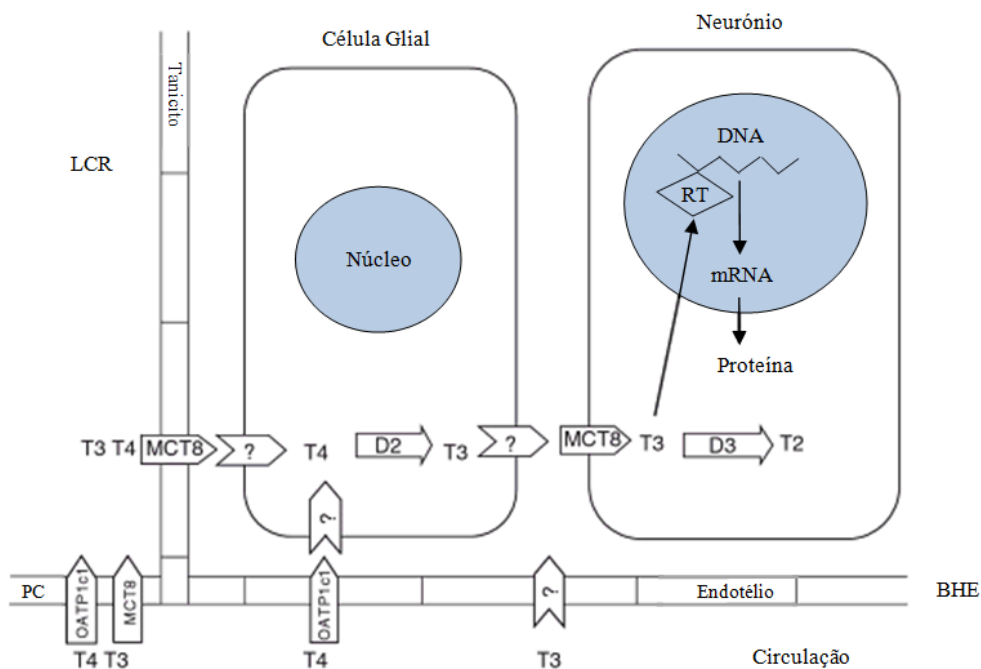 Célula Glial
Neurónio
Tanicito
LCR
DNA
RT
Núcleo
mRNA
Proteína
T3 T4
MCT8
?
T4
D2
T3
?
MCT8
T3
D3
T2
?
PC
OATP1c1
MCT8
OATP1c1
?
Endotélio
BHE
T4 T3
T4
T3
Circulação